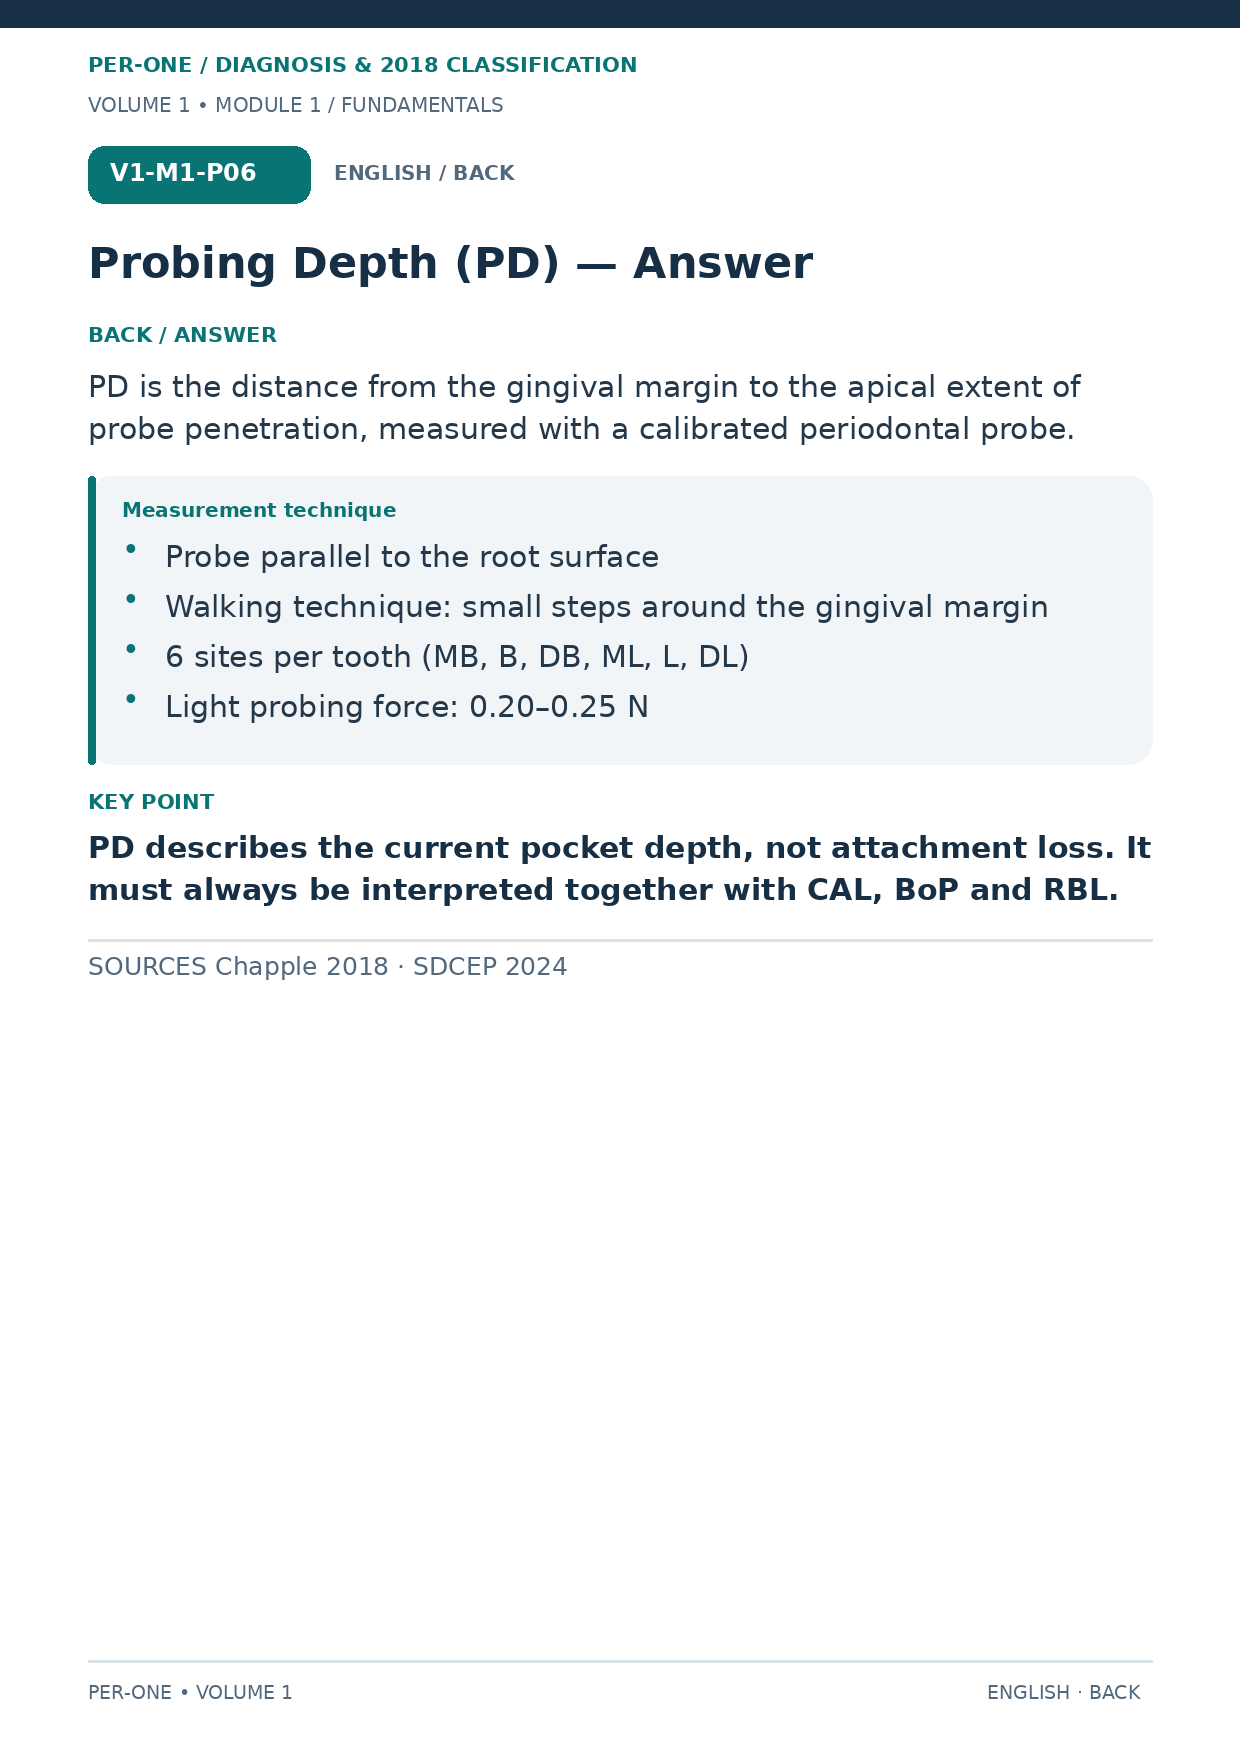 PER-ONE / DIAGNOSIS & 2018 CLASSIFICATION
VOLUME 1 • MODULE 1 / FUNDAMENTALS
V1-M1-P06
ENGLISH / BACK
Probing Depth (PD) — Answer
BACK / ANSWER
PD is the distance from the gingival margin to the apical extent of
probe penetration, measured with a calibrated periodontal probe.
Measurement technique
• Probe parallel to the root surface
• Walking technique: small steps around the gingival margin
• 6 sites per tooth (MB, B, DB, ML, L, DL)
• Light probing force: 0.20–0.25 N
KEY POINT
PD describes the current pocket depth, not attachment loss. It
must always be interpreted together with CAL, BoP and RBL.
SOURCES Chapple 2018 · SDCEP 2024
PER-ONE • VOLUME 1
ENGLISH · BACK